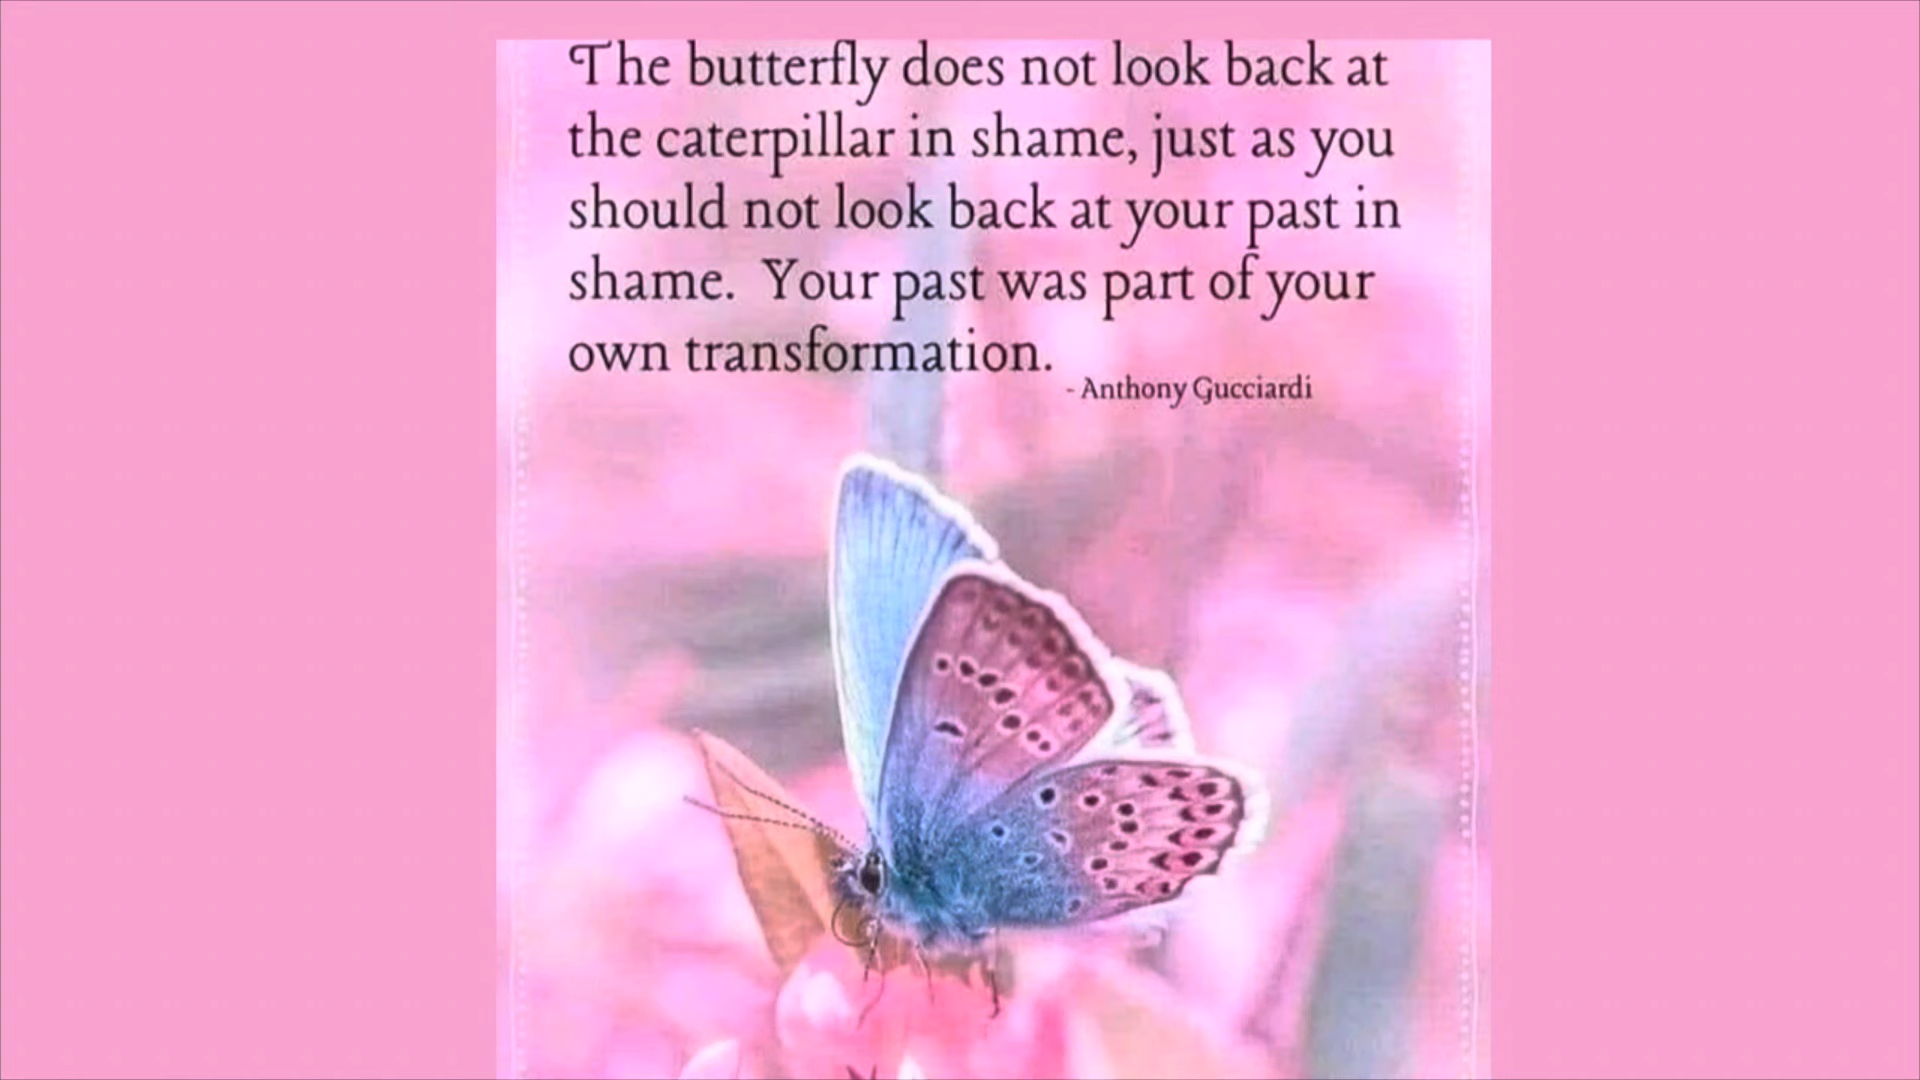 The butterfly does not look back at
the caterpillar in shame, just as you
should not look back at your past in
shame. Your past was part of your
own transformation.
- Anthony Gucciardi